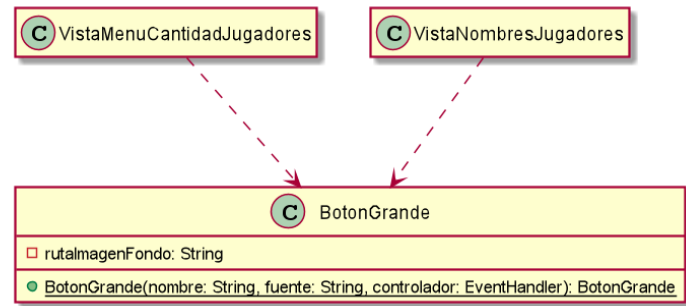 C VistaMenuCantidadJugadores
C VistaNombresJugadores
C BotonGrande
rutaImagenFondo: String
BotonGrande(nombre: String, fuente: String, controlador: EventHandler): BotonGrande